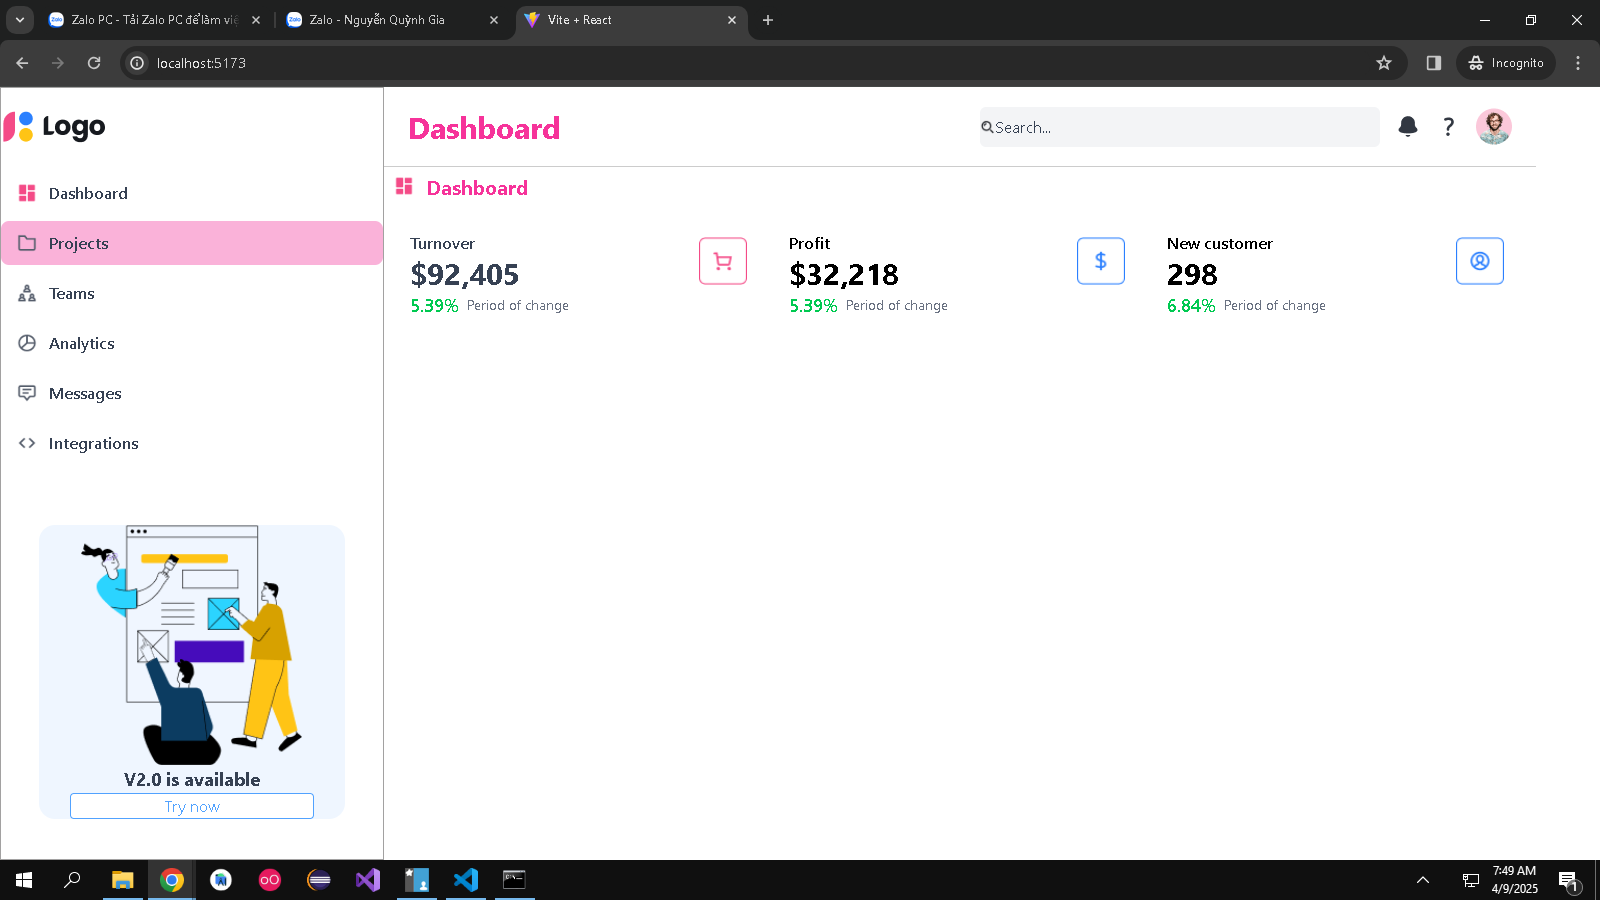 Zalo PC - Tải Zalo PC để làm việ
Zalo - Nguyễn Quỳnh Gia
Vite + React
localhost:5173
Incognito
Logo
Dashboard
Search...
?
Dashboard
Dashboard
Projects
Teams
Analytics
Messages
Integrations
Turnover
$92,405
5.39% Period of change
Profit
$32,218
5.39% Period of change
$
New customer
298
6.84% Period of change
V2.0 is available
Try now
7:49 AM
4/9/2025
1